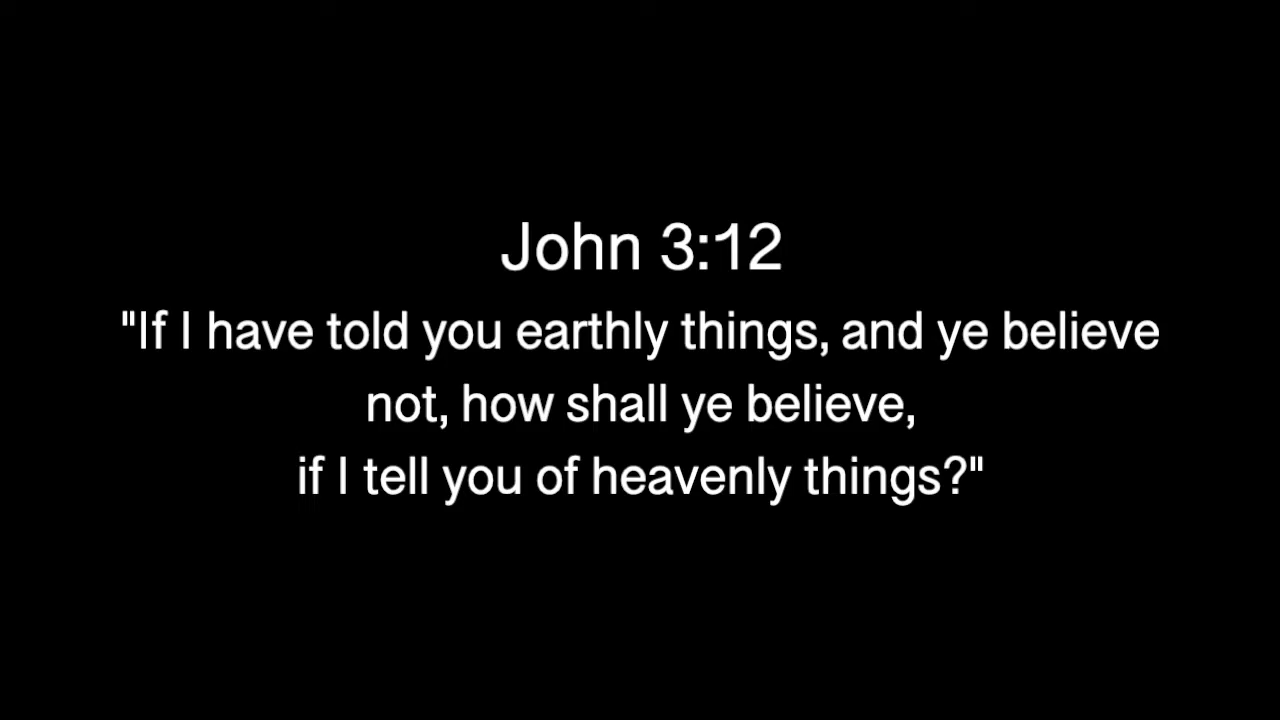 John 3:12
"If I have told you earthly things, and ye believe
not, how shall ye believe,
if I tell you of heavenly things?"